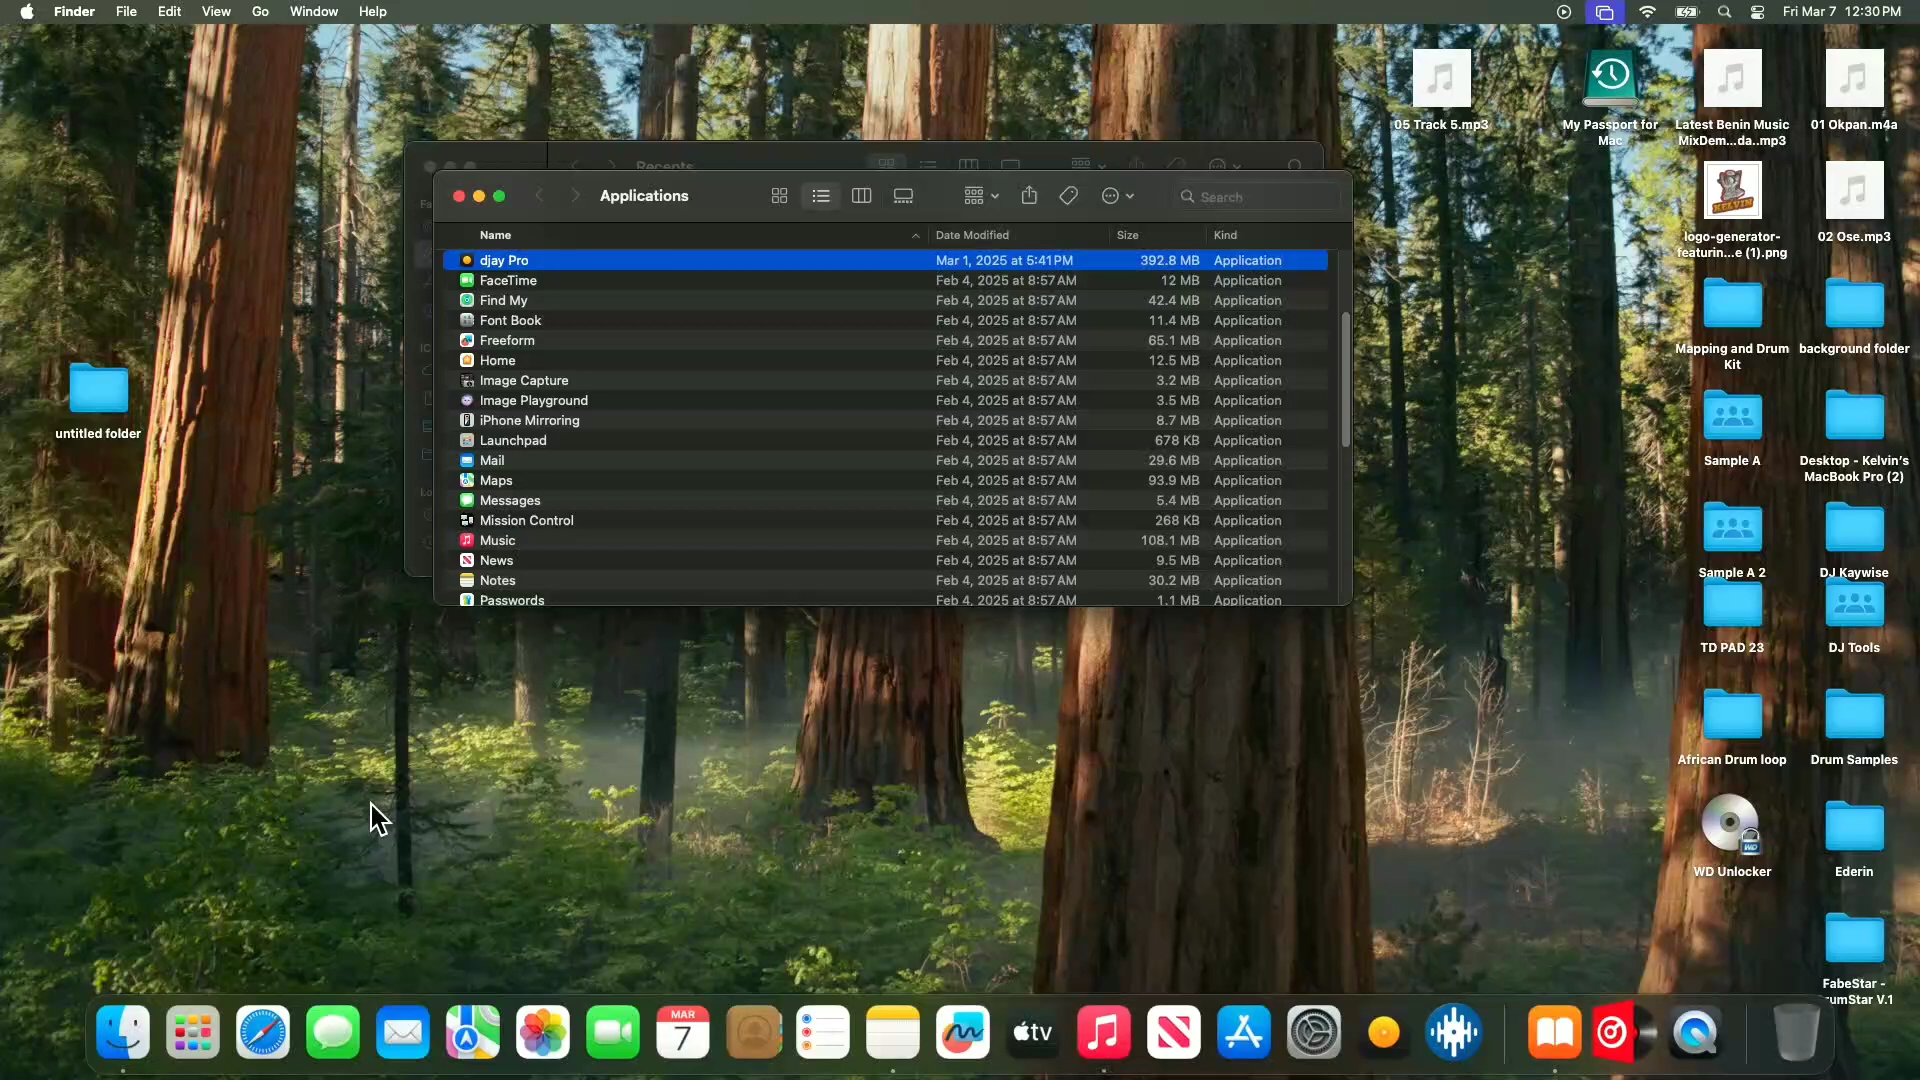 Finder File Edit View Go Window Help
Fri Mar 7 12:30 PM
05 Track 5.mp3
My Passport for
Mac
Latest Benin Music
MixDem...da..mp3
01 Okpan.m4a
KELVIN
logo-generator-
featurin...e (1).png
02 Ose.mp3
Mapping and Drum
Kit
background folder
Sample A
Desktop - Kelvin's
MacBook Pro (2)
Sample A 2
DJ Kaywise
TD PAD 23
DJ Tools
African Drum loop
Drum Samples
WD
WD Unlocker
Ederin
FabeStar -
untitled folder
Recents
Applications
Search
Name Date Modified Size Kind
djay Pro Mar 1, 2025 at 5:41 PM 392.8 MB Application
FaceTime Feb 4, 2025 at 8:57 AM 12 MB Application
Find My Feb 4, 2025 at 8:57 AM 42.4 MB Application
Font Book Feb 4, 2025 at 8:57 AM 11.4 MB Application
Freeform Feb 4, 2025 at 8:57 AM 65.1 MB Application
Home Feb 4, 2025 at 8:57 AM 12.5 MB Application
Image Capture Feb 4, 2025 at 8:57 AM 3.2 MB Application
Image Playground Feb 4, 2025 at 8:57 AM 3.5 MB Application
iPhone Mirroring Feb 4, 2025 at 8:57 AM 8.7 MB Application
Launchpad Feb 4, 2025 at 8:57 AM 678 KB Application
Mail Feb 4, 2025 at 8:57 AM 29.6 MB Application
Maps Feb 4, 2025 at 8:57 AM 93.9 MB Application
Messages Feb 4, 2025 at 8:57 AM 5.4 MB Application
Mission Control Feb 4, 2025 at 8:57 AM 268 KB Application
Music Feb 4, 2025 at 8:57 AM 108.1 MB Application
News Feb 4, 2025 at 8:57 AM 9.5 MB Application
Notes Feb 4, 2025 at 8:57 AM 30.2 MB Application
Passwords Feb 4, 2025 at 8:57 AM 1.1 MB Application
MAR
7
tv